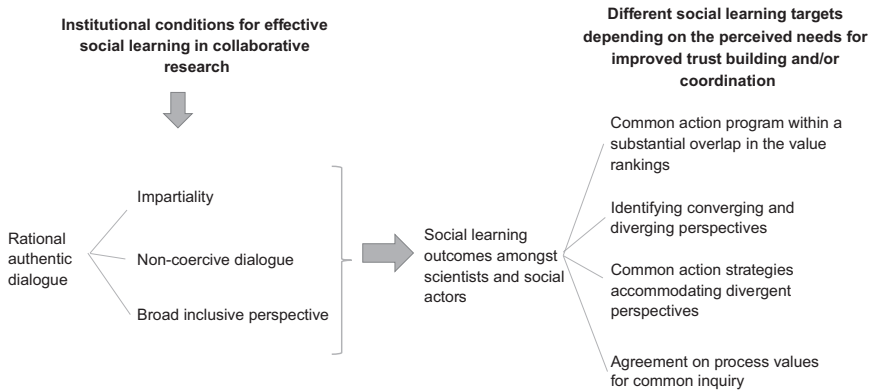 Institutional conditions for effective
social learning in collaborative
research
Rational
authentic
dialogue
Impartiality
Non-coercive dialogue
Broad inclusive perspective
Social learning
outcomes amongst
scientists and social
actors
Different social learning targets
depending on the perceived needs for
improved trust building and/or
coordination
Common action program within a
substantial overlap in the value
rankings
Identifying converging and
diverging perspectives
Common action strategies
accommodating divergent
perspectives
Agreement on process values
for common inquiry